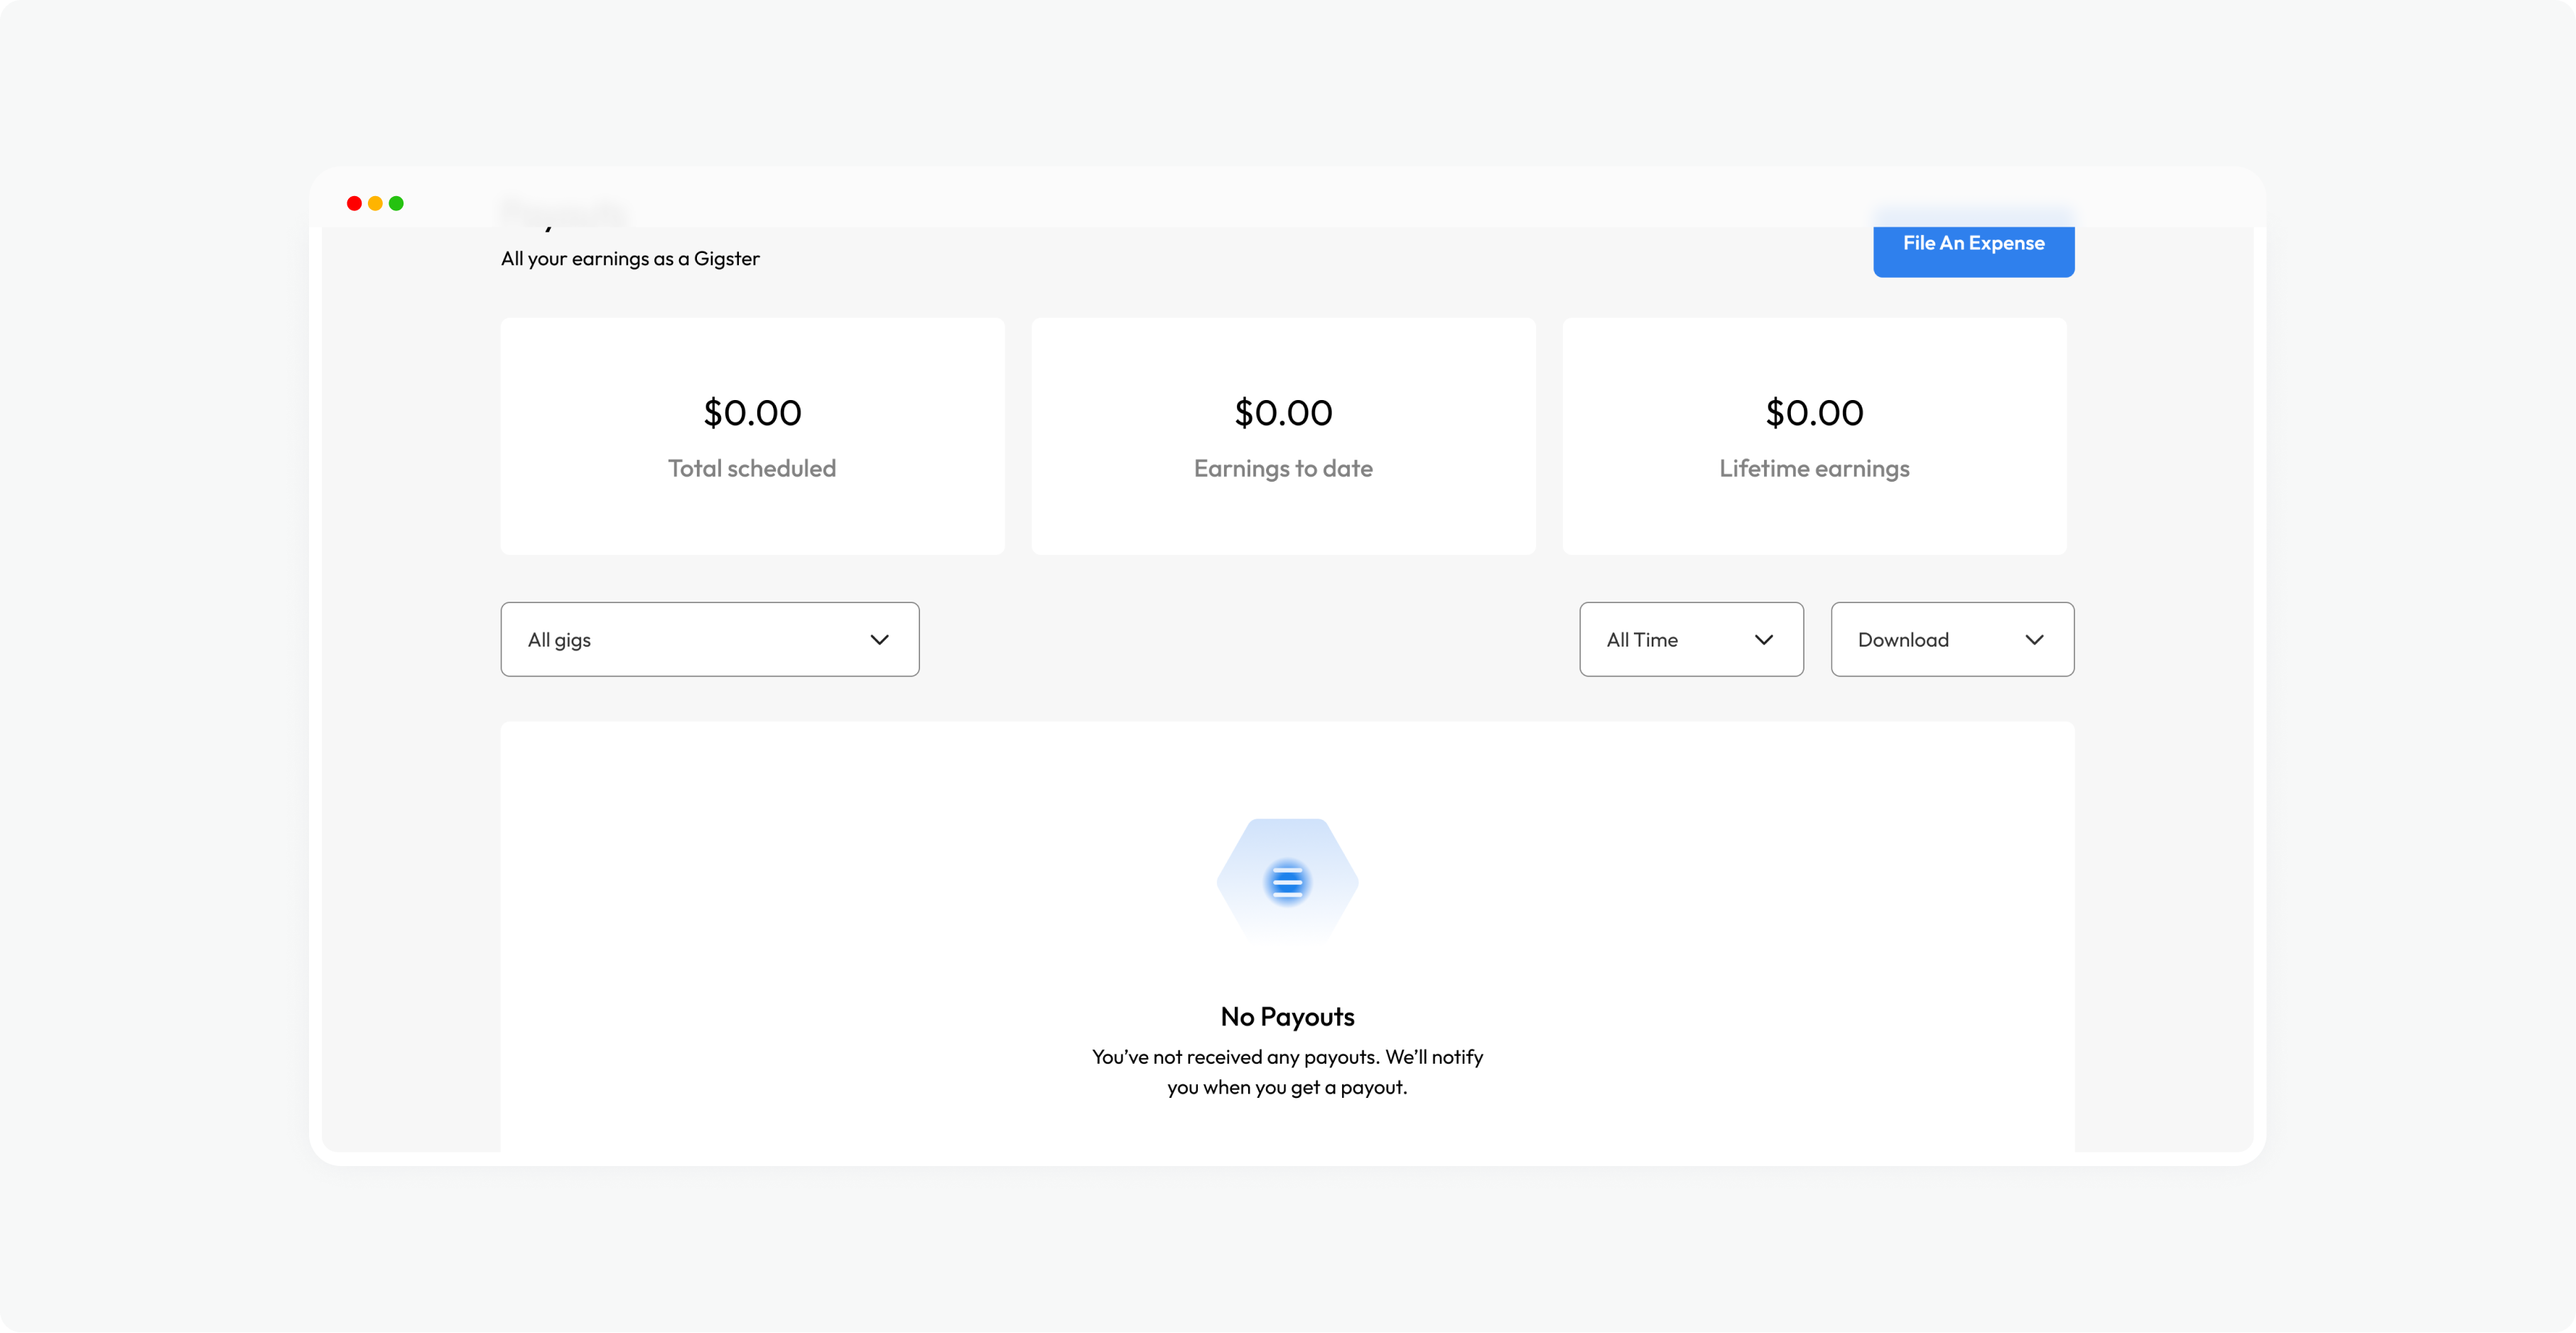 All your earnings as a Gigster
File An Expense
$0.00
Total scheduled
$0.00
Earnings to date
$0.00
Lifetime earnings
All gigs
All Time
Download
No Payouts
You’ve not received any payouts. We’ll notify
you when you get a payout.